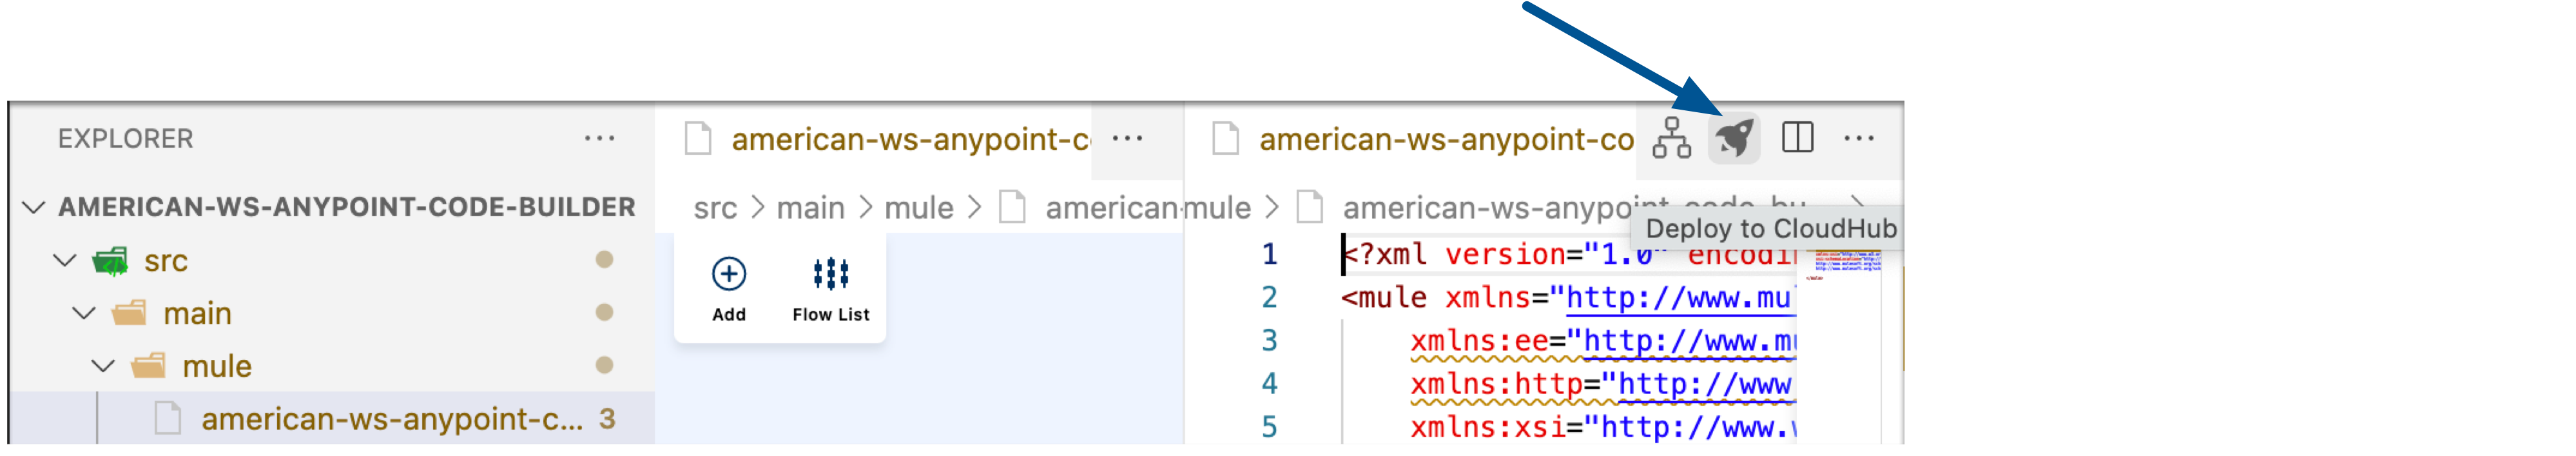 EXPLORER
AMERICAN-WS-ANYPOINT-CODE-BUILDER
src
main
mule
american-ws-anypoint-c... 3
american-ws-anypoint-c
src > main > mule > american
Add
Flow List
american-ws-anypoint-co
mule > american-ws-anypoint-code-bu
Deploy to CloudHub
1 <?xml version="1.0" encodi
2 <mule xmlns="http://www.mu
3 xmlns:ee="http://www.m
4 xmlns:http="http://www
5 xmlns:xsi="http://www.